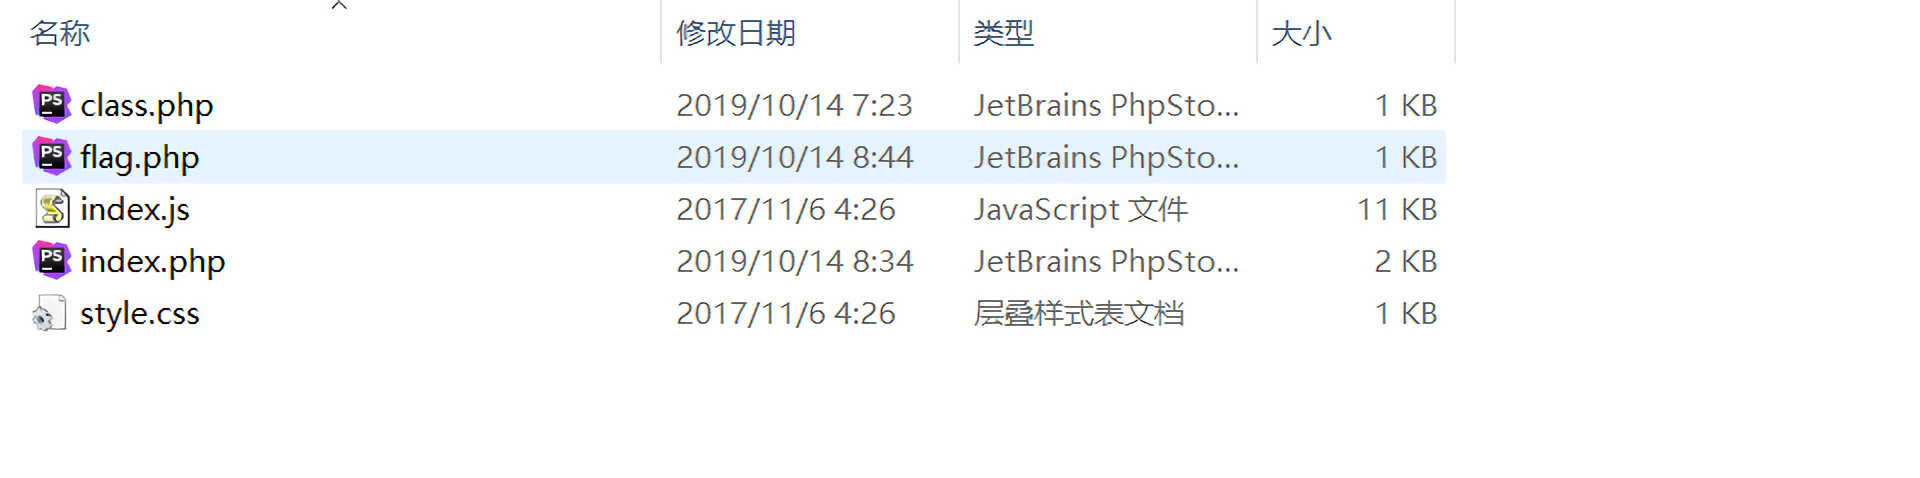 名称 修改日期 类型 大小
class.php 2019/10/14 7:23 JetBrains PhpSto... 1 KB
flag.php 2019/10/14 8:44 JetBrains PhpSto... 1 KB
index.js 2017/11/6 4:26 JavaScript 文件 11 KB
index.php 2019/10/14 8:34 JetBrains PhpSto... 2 KB
style.css 2017/11/6 4:26 层叠样式表文档 1 KB